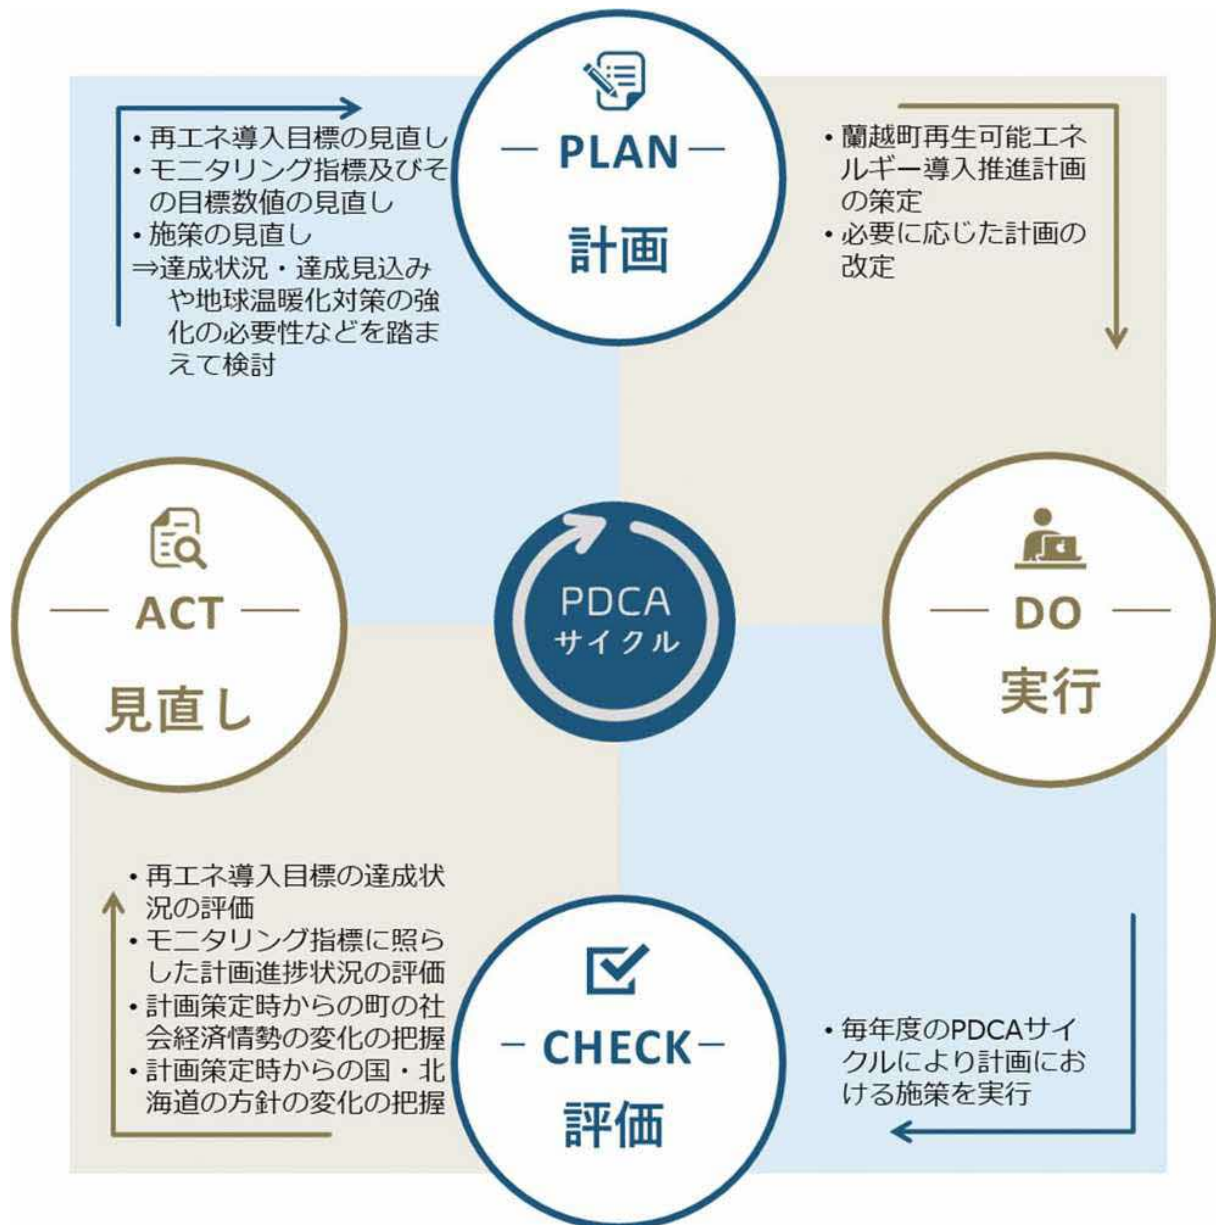 PLAN
計画
・再エネ導入目標の見直し
・モニタリング指標及びそ
の目標数値の見直し
・施策の見直し
⇒達成状況・達成見込み
や地球温暖化対策の強
化の必要性などを踏ま
えて検討
・蘭越町再生可能エネ
ルギー導入推進計画
の策定
・必要に応じた計画の
改定
ACT
見直し
PDCA
サイクル
DO
実行
・再エネ導入目標の達成状
況の評価
・モニタリング指標に照ら
した計画進捗状況の評価
・計画策定時からの町の社
会経済情勢の変化の把握
・計画策定時からの国・北
海道の方針の変化の把握
CHECK
評価
・毎年度のPDCAサイ
クルにより計画にお
ける施策を実行